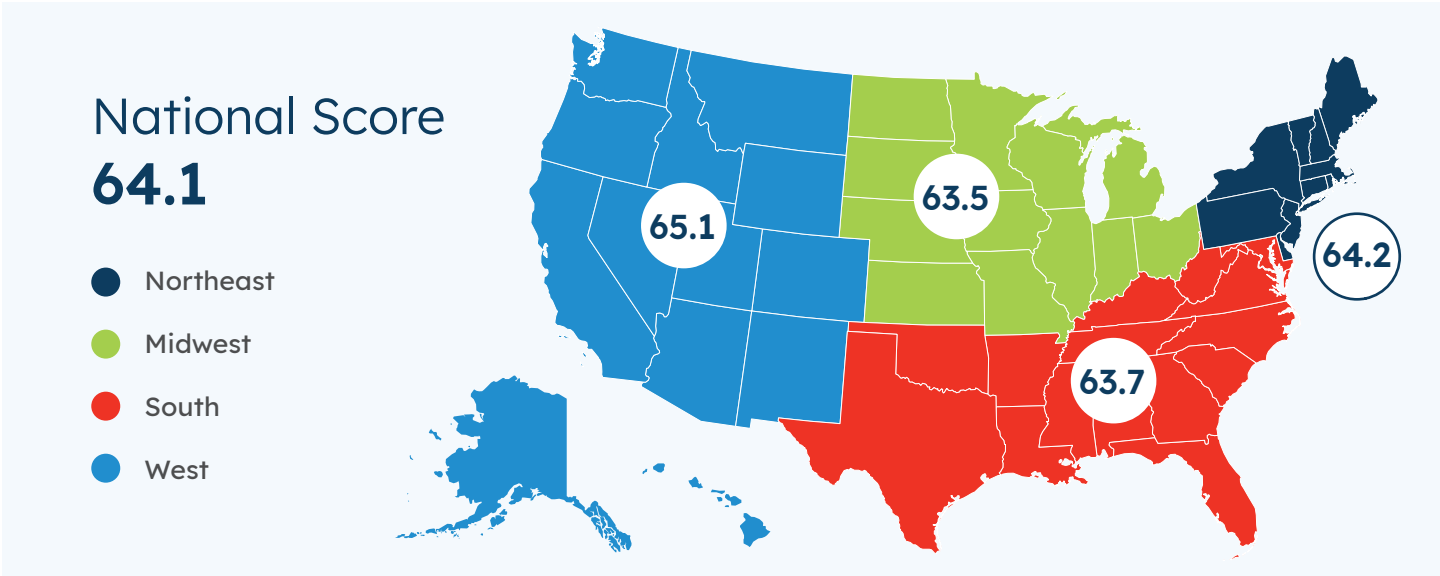 National Score
64.1
Northeast
Midwest
South
West
65.1
63.5
64.2
63.7